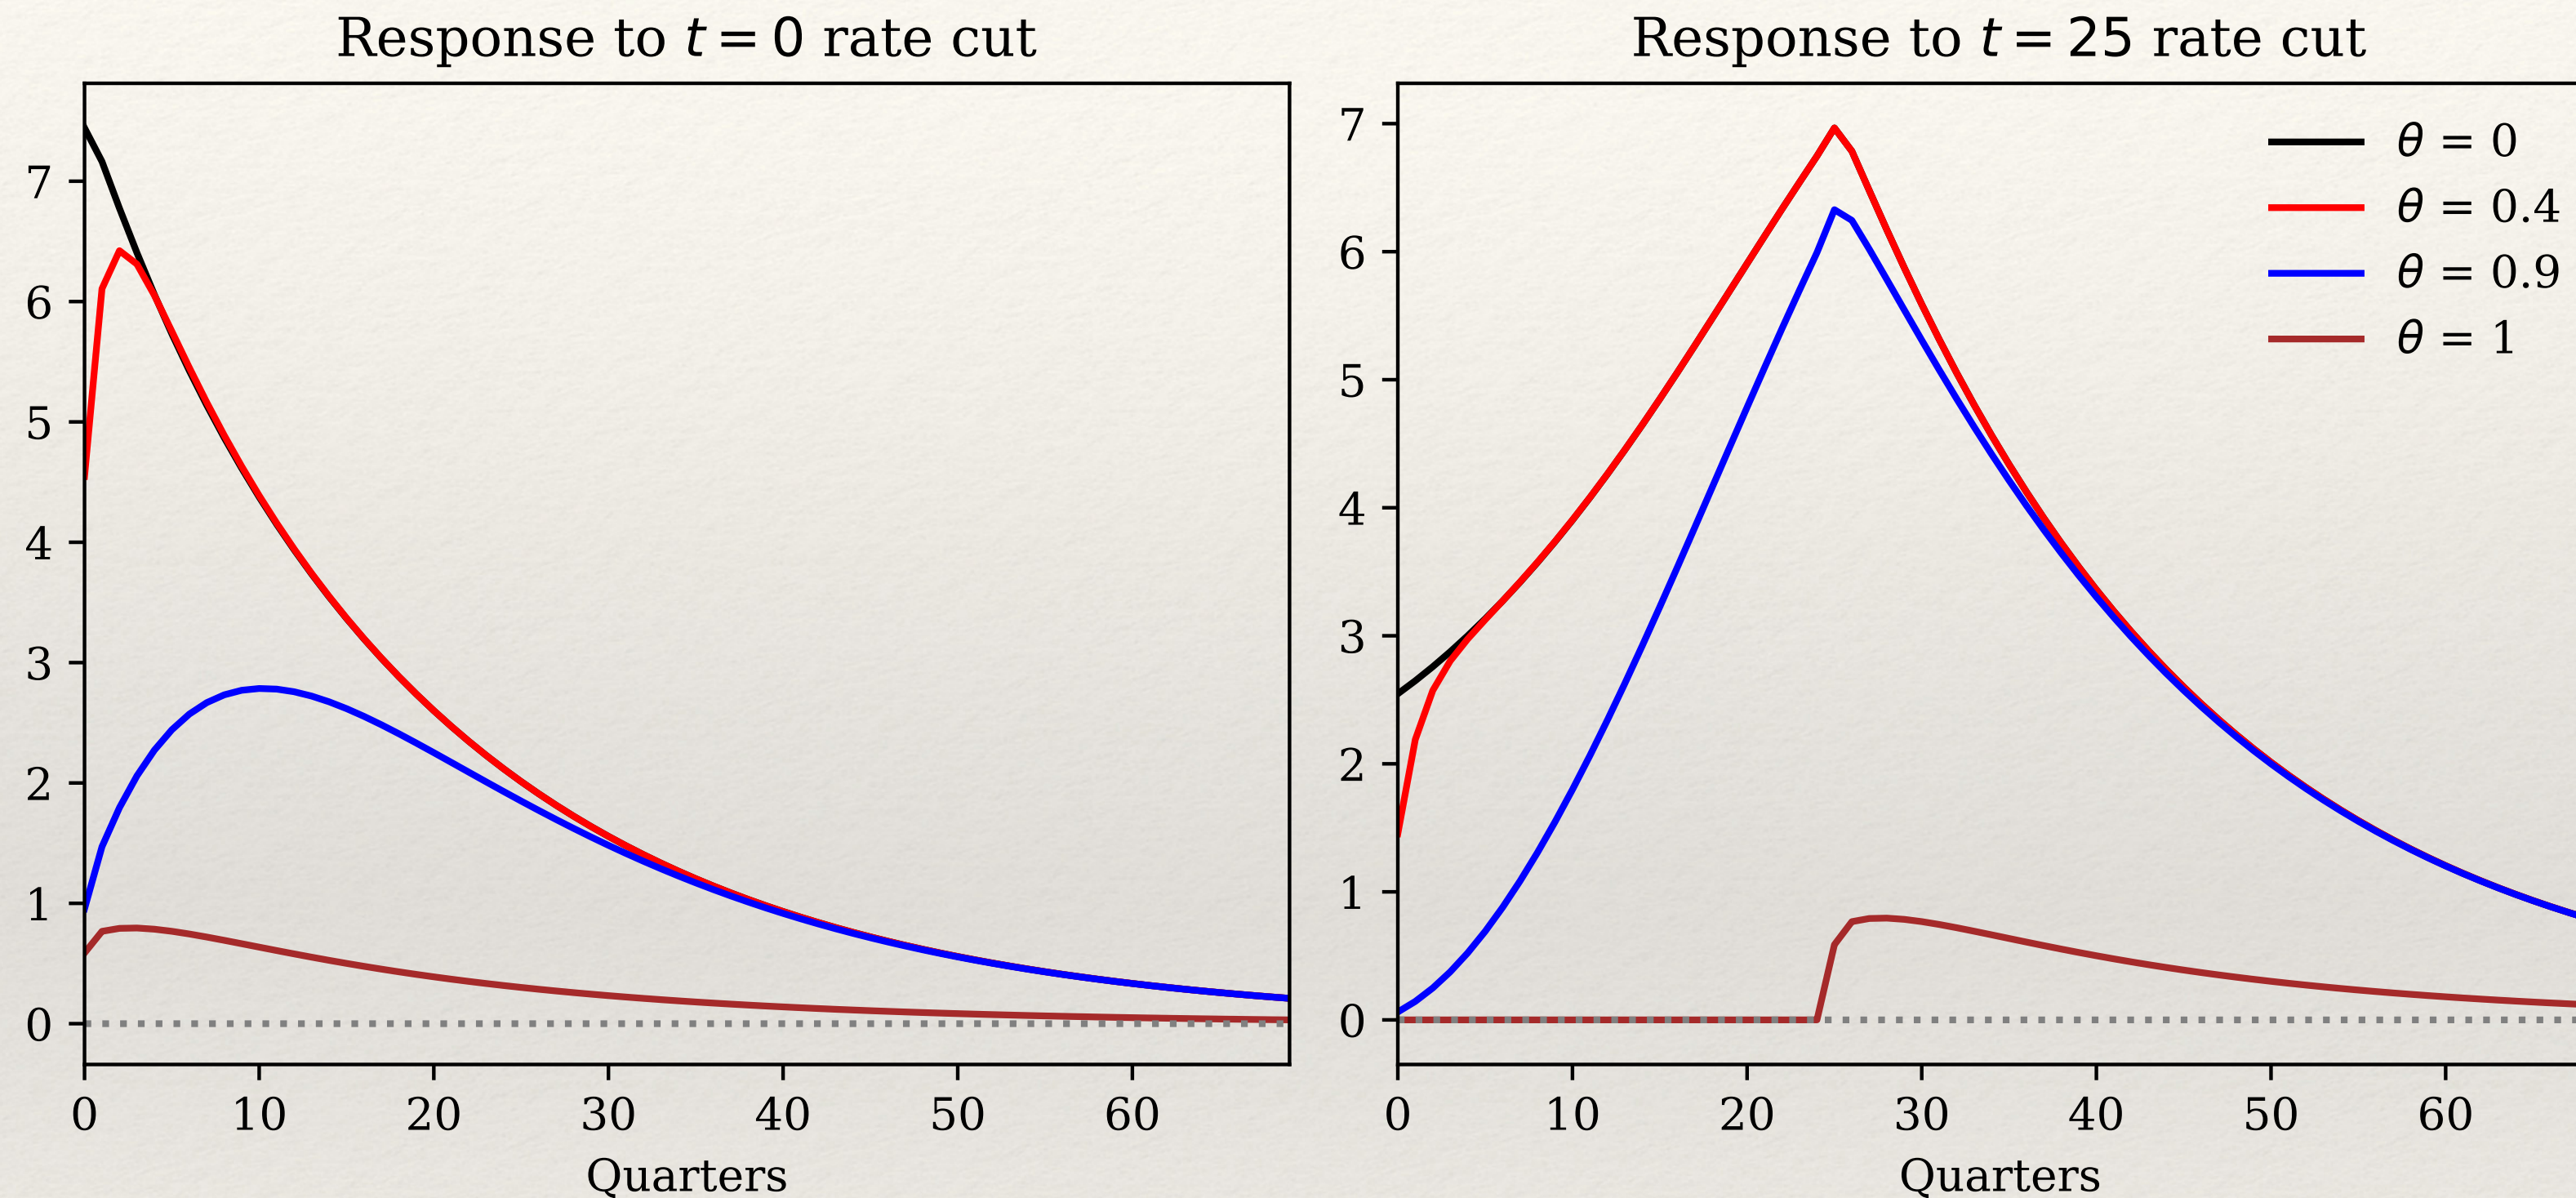 Response to t = 0 rate cut
7
6
5
4
3
2
1
0
0 10 20 30 40 50 60
Quarters
Response to t = 25 rate cut
7
6
5
4
3
2
1
0
θ = 0
θ = 0.4
θ = 0.9
θ = 1
0 10 20 30 40 50 60
Quarters